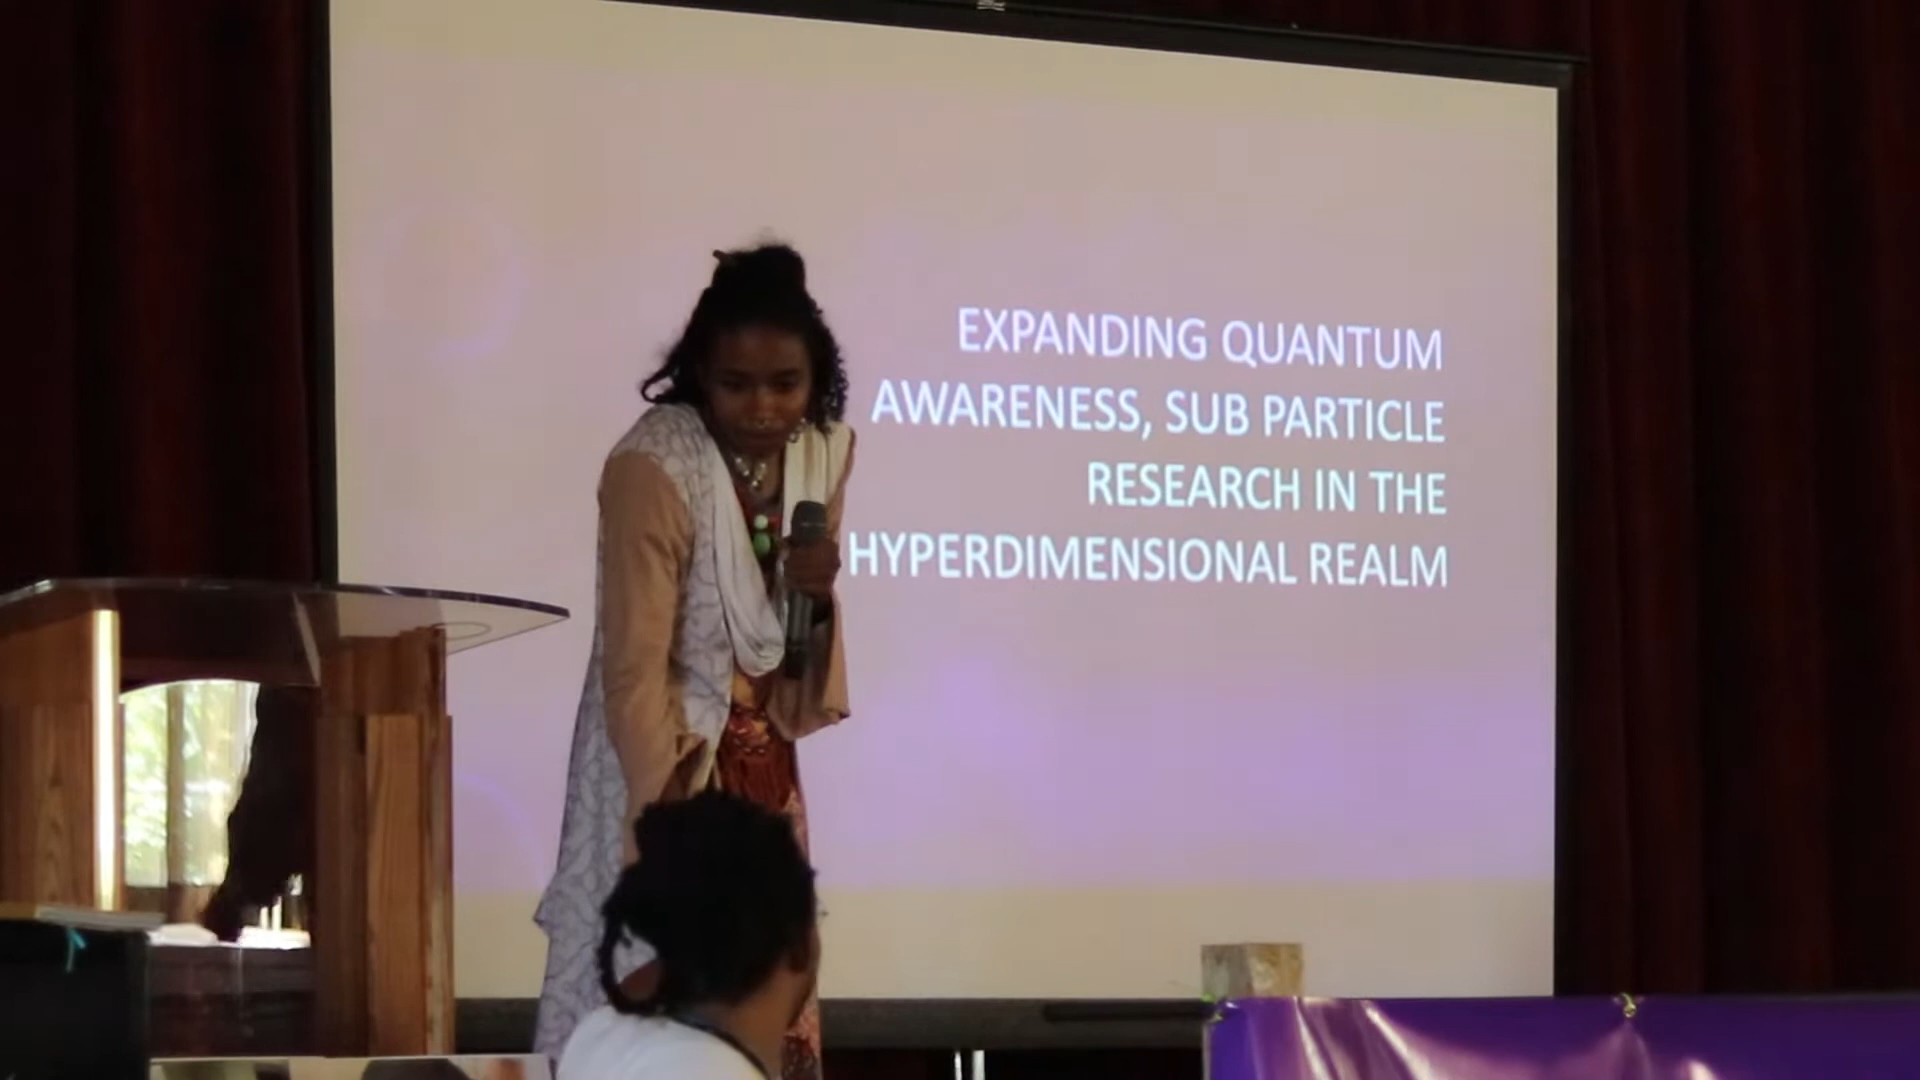 EXPANDING QUANTUM
AWARENESS, SUB PARTICLE
RESEARCH IN THE
HYPERDIMENSIONAL REALM